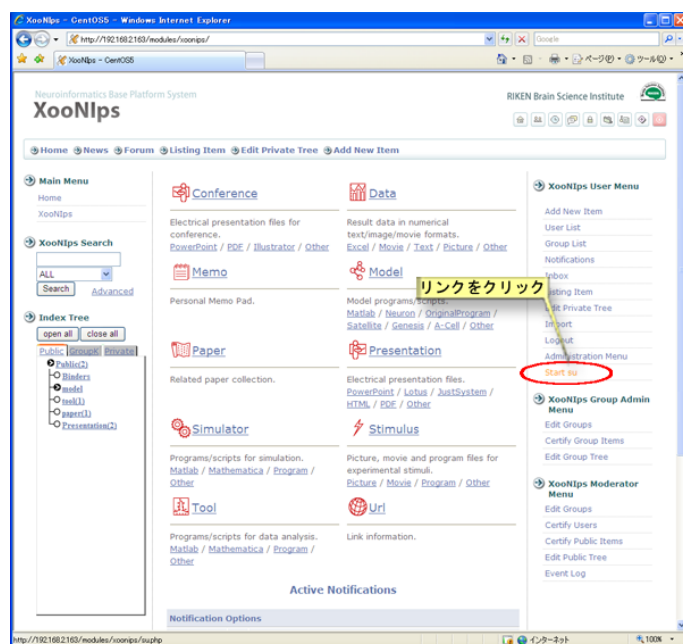 XooNIps - CentOS5 - Windows Internet Explorer
http://192.168.2.163/modules/xoonips/
Google
XooNIps - CentOS5
ページ(P)
ツール(O)
Neuroinformatics Base Platform System
XooNIps
RIKEN Brain Science Institute
Home News Forum Listing Item Edit Private Tree Add New Item
Main Menu
Home
XooNIps
XooNIps Search
ALL
Search Advanced
Index Tree
open all close all
Public GroupK Private
Public(2)
Binders
model
tool(1)
paper(1)
Presentation(2)
Conference
Electrical presentation files for
conference.
PowerPoint / PDF / Illustrator / Other
Data
Result data in numerical
text/image/movie formats.
Excel / Movie / Text / Picture / Other
Memo
Personal Memo Pad.
Model
Model programs/scripts.
Matlab / Neuron / OriginalProgram /
Satellite / Genesis / A-Cell / Other
Paper
Related paper collection.
Presentation
Electrical presentation files.
PowerPoint / Lotus / JustSystem /
HTML / PDF / Other
Simulator
Programs/scripts for simulation.
Matlab / Mathematica / Program /
Other
Stimulus
Picture, movie and program files for
experimental stimuli.
Picture / Movie / Program / Other
Tool
Programs/scripts for data analysis.
Matlab / Mathematica / Program /
Other
Url
Link information.
Active Notifications
Notification Options
リンクをクリック
XooNIps User Menu
Add New Item
User List
Group List
Notifications
Inbox
Listing Item
Edit Private Tree
Import
Logout
Administration Menu
Start su
XooNIps Group Admin
Menu
Edit Groups
Certify Group Items
Edit Group Tree
XooNIps Moderator
Menu
Edit Groups
Certify Users
Certify Public Items
Edit Public Tree
Event Log
http://192.168.2.163/modules/xoonips/su.php
インターネット
100%